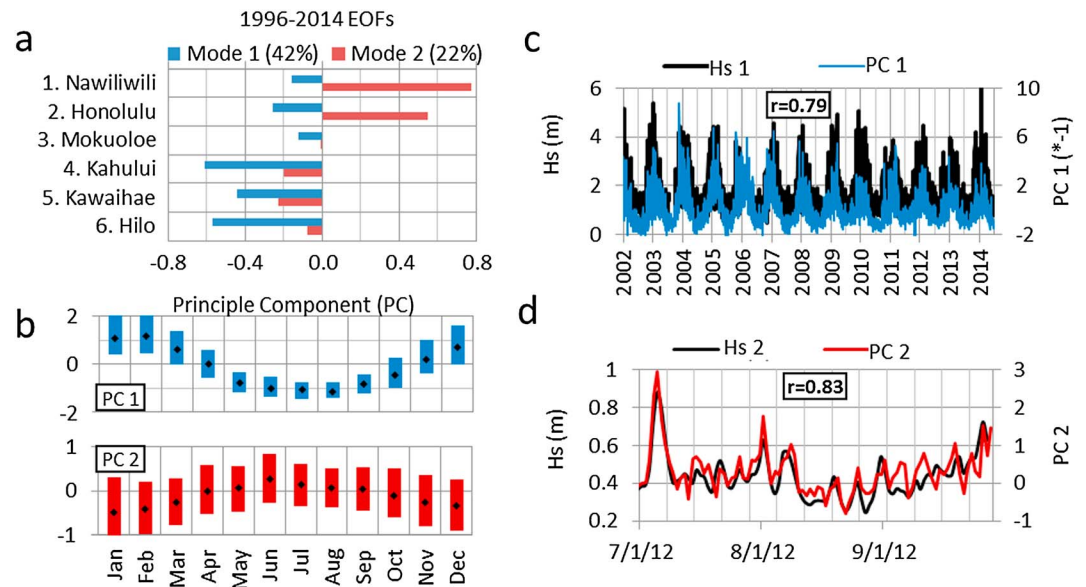 a
1996-2014 EOFs
Mode 1 (42%) Mode 2 (22%)
1. Nawiliwili
2. Honolulu
3. Mokuoloe
4. Kahului
5. Kawaihae
6. Hilo
-0.8 -0.4 0.0 0.4 0.8
b
Principle Component (PC)
2
0
-2
PC 1
1
0
-1
PC 2
Jan Feb Mar Apr May Jun Jul Aug Sep Oct Nov Dec
c
Hs 1 PC 1
r=0.79
Hs (m)
6
4
2
0
10
6
2
-2
PC 1 (*-1)
2002 2003 2004 2005 2006 2007 2008 2009 2010 2011 2012 2013 2014
d
Hs 2 PC 2
r=0.83
Hs (m)
1
0.8
0.6
0.4
0.2
3
2
1
0
-1
PC 2
7/1/12 8/1/12 9/1/12